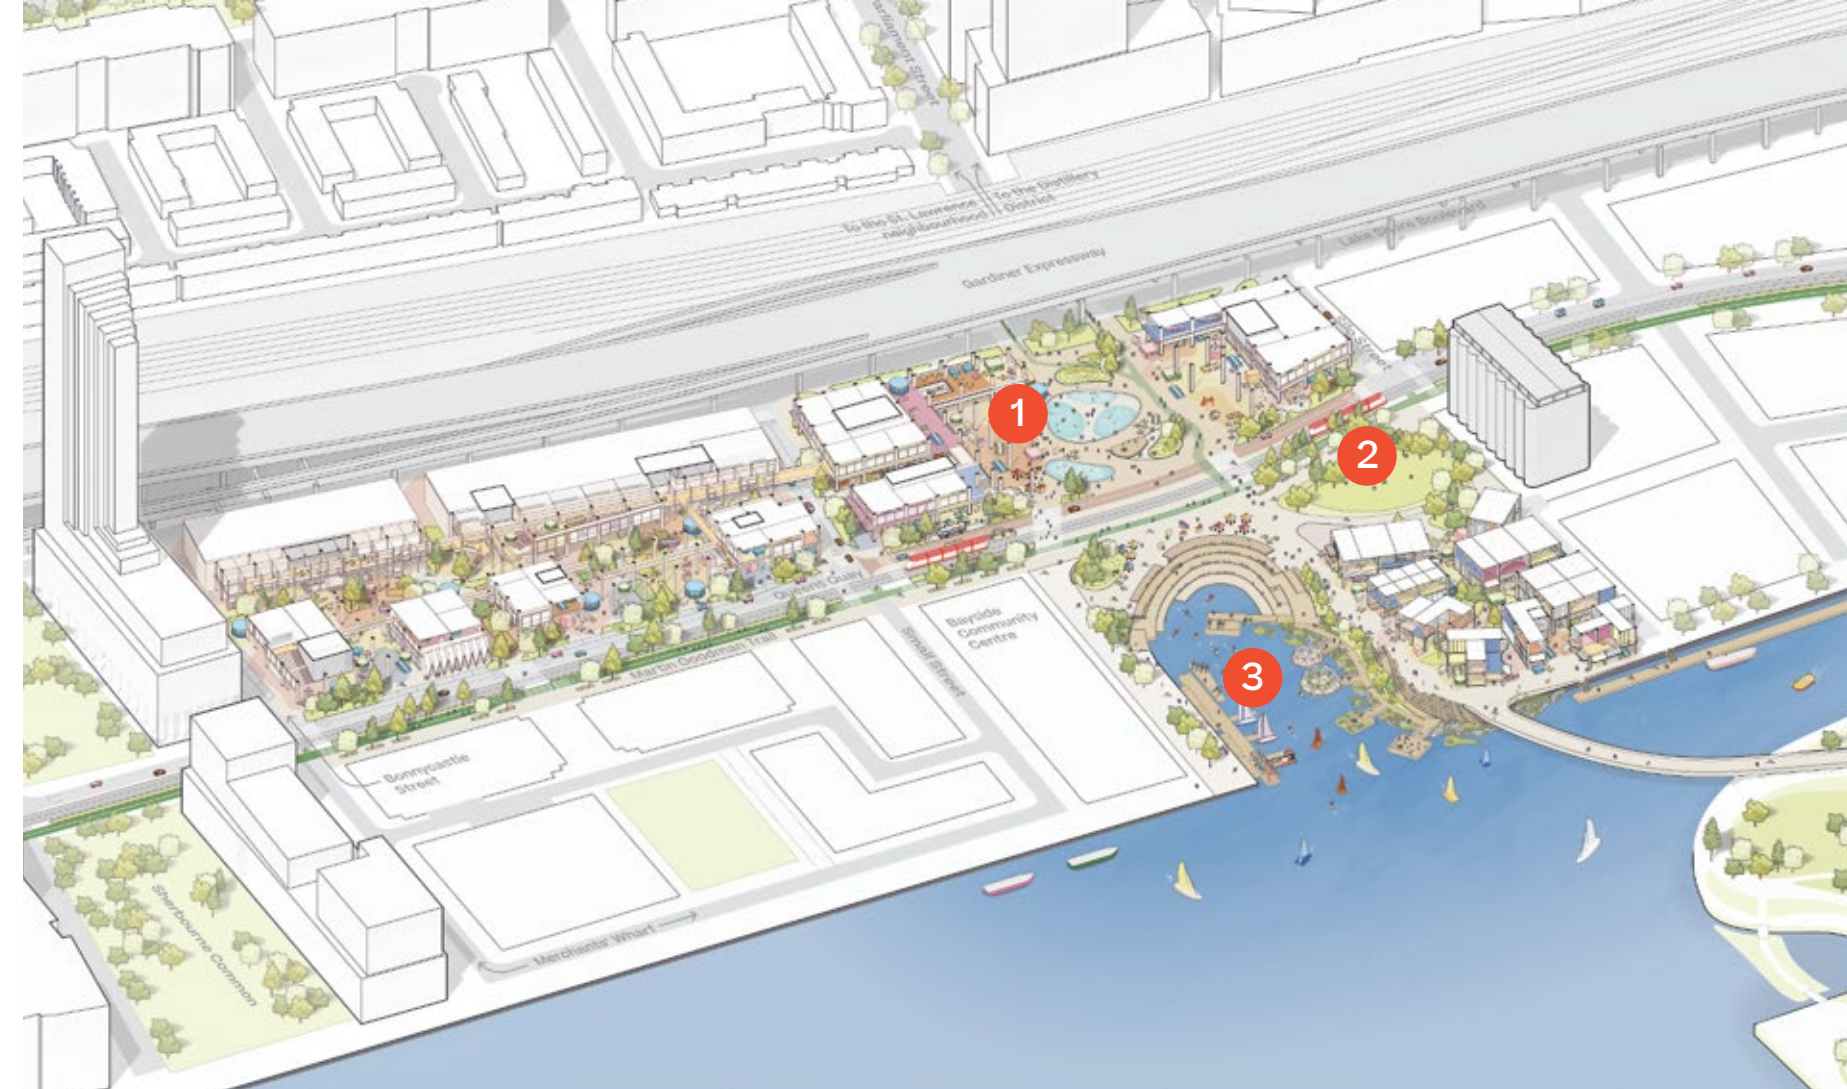 Parliament Street
To the St. Lawrence
neighbourhood
To the Distillery
District
Gardiner Expressway
Lake Shore Boulevard
1
2
Queens Quay
Bayside
Community
Centre
Small Street
Martin Goodman Trail
3
Bonnycastle
Street
Merchants' Wharf
Sherbourne Common